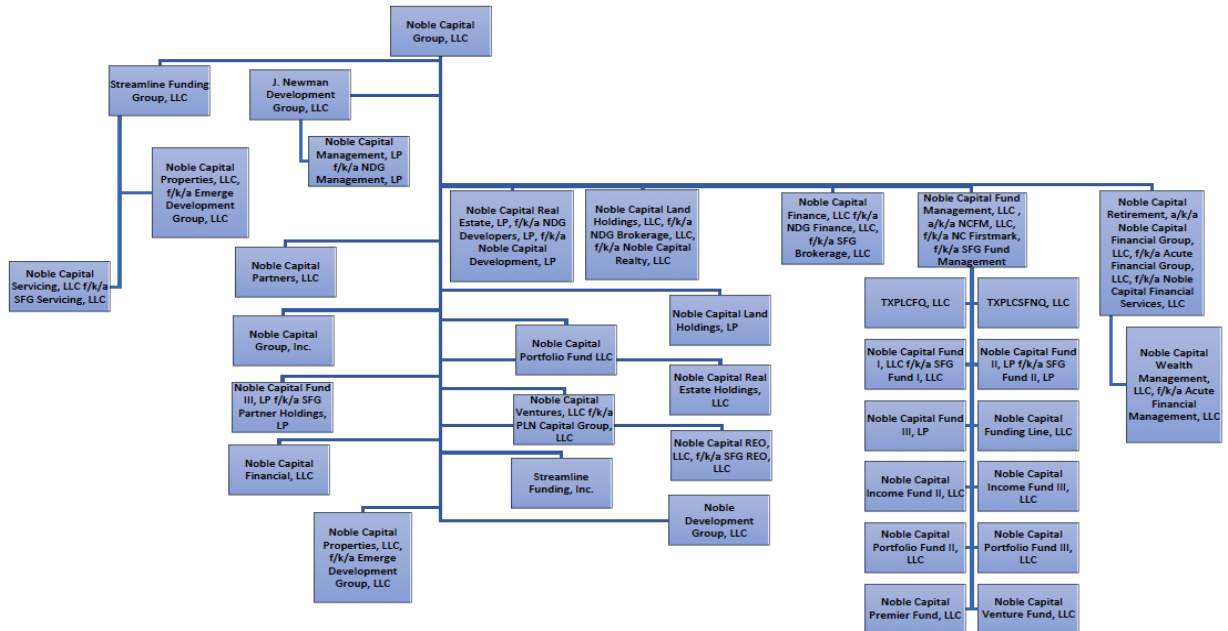 Noble Capital
Group, LLC
Streamline Funding
Group, LLC
J. Newman
Development
Group, LLC
Noble Capital
Management, LP
f/k/a NDG
Management, LP
Noble Capital
Properties, LLC,
f/k/a Emerge
Development
Group, LLC
Noble Capital
Servicing, LLC f/k/a
SFG Servicing, LLC
Noble Capital Real
Estate, LP, f/k/a NDG
Developers, LP, f/k/a
Noble Capital
Development, LP
Noble Capital Land
Holdings, LLC, f/k/a
NDG Brokerage, LLC,
f/k/a Noble Capital
Realty, LLC
Noble Capital
Finance, LLC f/k/a
NDG Finance, LLC,
f/k/a SFG
Brokerage, LLC
Noble Capital Fund
Management, LLC ,
a/k/a NCFM, LLC,
f/k/a NC Firstmark,
f/k/a SFG Fund
Management
Noble Capital
Retirement, a/k/a
Noble Capital
Financial Group,
LLC, f/k/a Acute
Financial Group,
LLC, f/k/a Noble
Capital Financial
Services, LLC
Noble Capital
Wealth
Management,
LLC, f/k/a Acute
Financial
Management, LLC
Noble Capital
Partners, LLC
Noble Capital Land
Holdings, LP
Noble Capital
Group, Inc.
Noble Capital
Portfolio Fund LLC
Noble Capital Real
Estate Holdings,
LLC
Noble Capital Fund
III, LP f/k/a SFG
Partner Holdings,
LP
Noble Capital
Ventures, LLC f/k/a
PLN Capital Group,
LLC
Noble Capital REO,
LLC, f/k/a SFG REO,
LLC
Noble Capital
Financial, LLC
Streamline
Funding, Inc.
Noble
Development
Group, LLC
Noble Capital
Properties, LLC,
f/k/a Emerge
Development
Group, LLC
TXPLCFQ, LLC
TXPLCSFNQ, LLC
Noble Capital Fund
I, LLC f/k/a SFG
Fund I, LLC
Noble Capital Fund
II, LP f/k/a SFG
Fund II, LP
Noble Capital Fund
III, LP
Noble Capital
Funding Line, LLC
Noble Capital
Income Fund II, LLC
Noble Capital
Income Fund III,
LLC
Noble Capital
Portfolio Fund II,
LLC
Noble Capital
Portfolio Fund III,
LLC
Noble Capital
Premier Fund, LLC
Noble Capital
Venture Fund, LLC